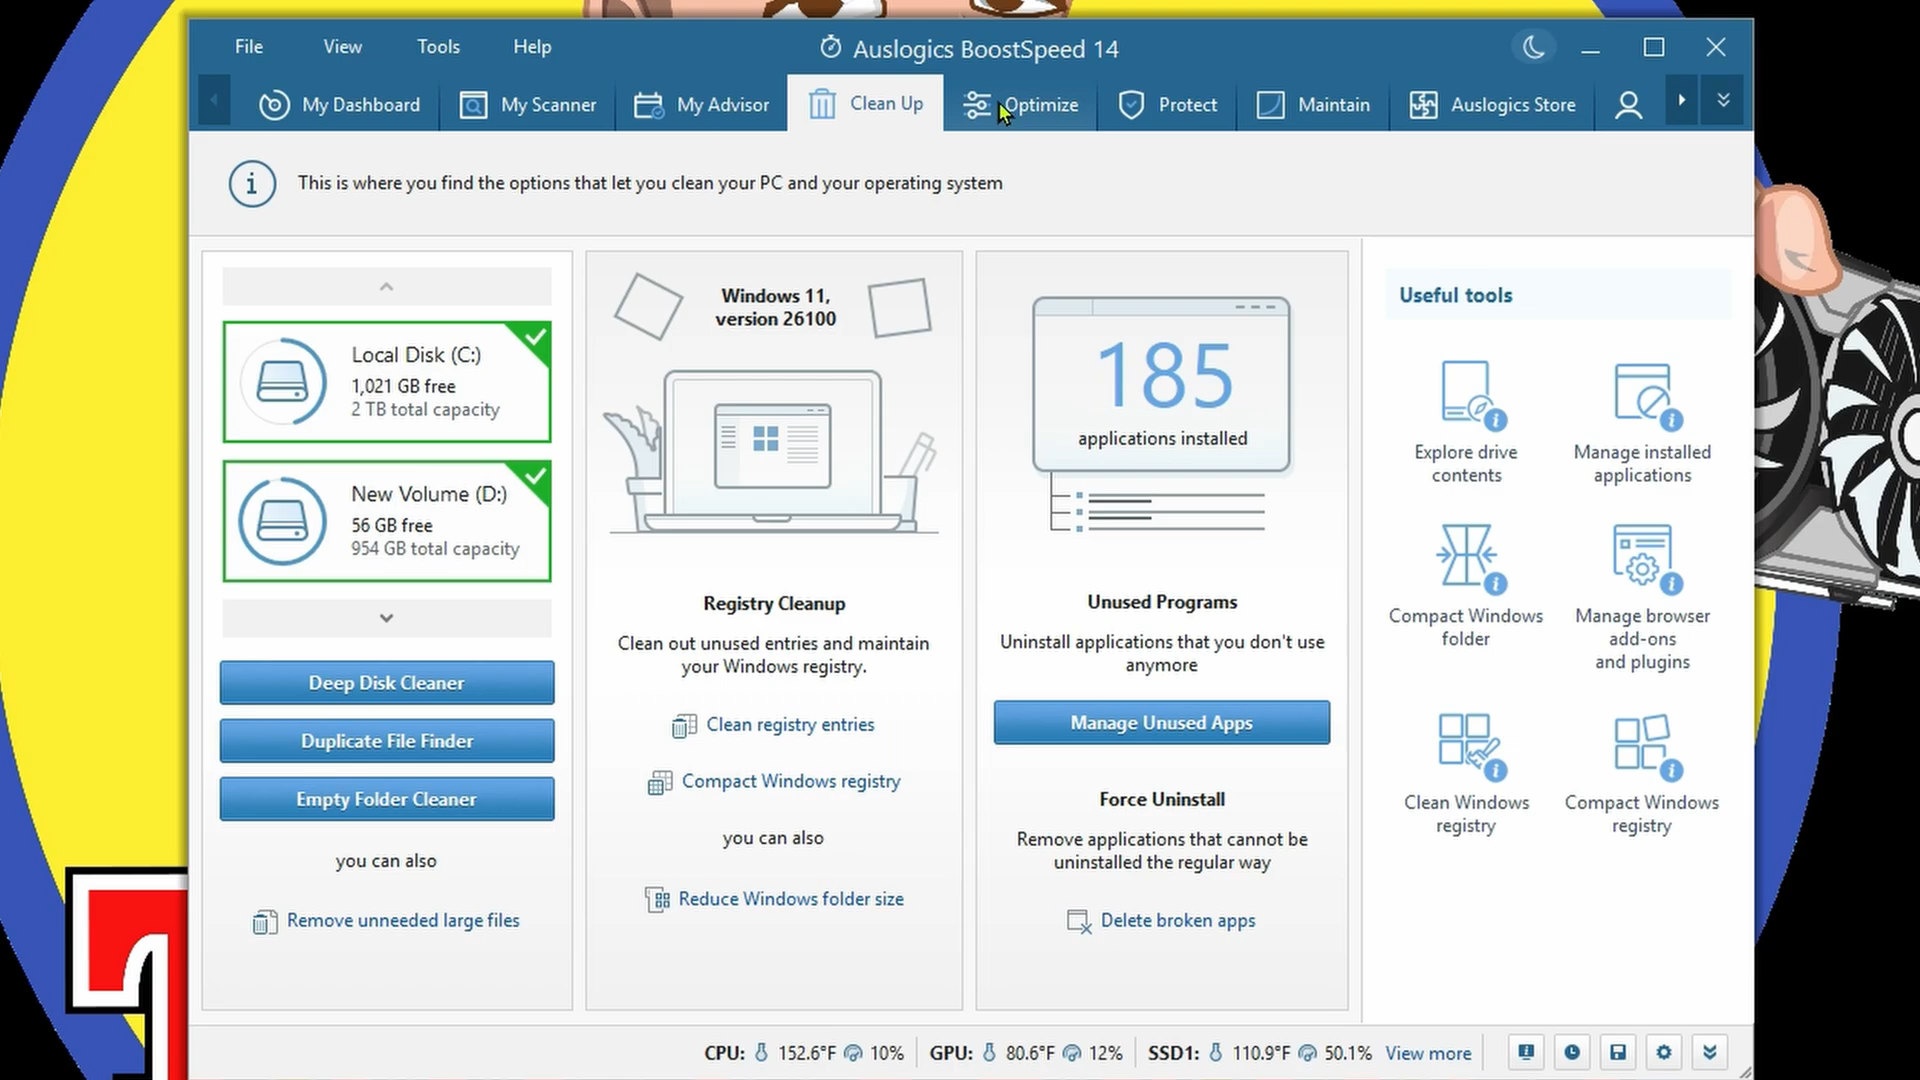 File View Tools Help
Auslogics BoostSpeed 14
My Dashboard My Scanner My Advisor Clean Up Optimize Protect Maintain Auslogics Store
This is where you find the options that let you clean your PC and your operating system
Local Disk (C:)
1,021 GB free
2 TB total capacity
New Volume (D:)
56 GB free
954 GB total capacity
Deep Disk Cleaner
Duplicate File Finder
Empty Folder Cleaner
you can also
Remove unneeded large files
Windows 11,
version 26100
Registry Cleanup
Clean out unused entries and maintain
your Windows registry.
Clean registry entries
Compact Windows registry
you can also
Reduce Windows folder size
185
applications installed
Unused Programs
Uninstall applications that you don't use
anymore
Manage Unused Apps
Force Uninstall
Remove applications that cannot be
uninstalled the regular way
Delete broken apps
Useful tools
Explore drive
contents
Manage installed
applications
Compact Windows
folder
Manage browser
add-ons
and plugins
Clean Windows
registry
Compact Windows
registry
CPU: 152.6°F 10% GPU: 80.6°F 12% SSD1: 110.9°F 50.1% View more